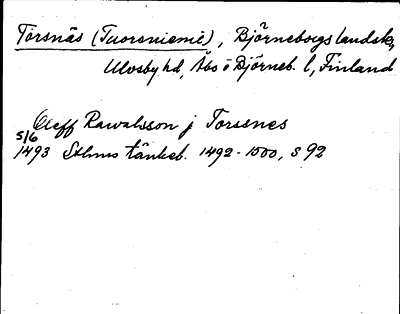 Torsnäs (Tuorsniemi), Björneborgs landsk,
Ulvsby hd, Åbo o Björneb. l, Finland
Oleff Rawalsson j Torssnes
5/6
1493 Sthms tänkeb. 1492-1500, s 92